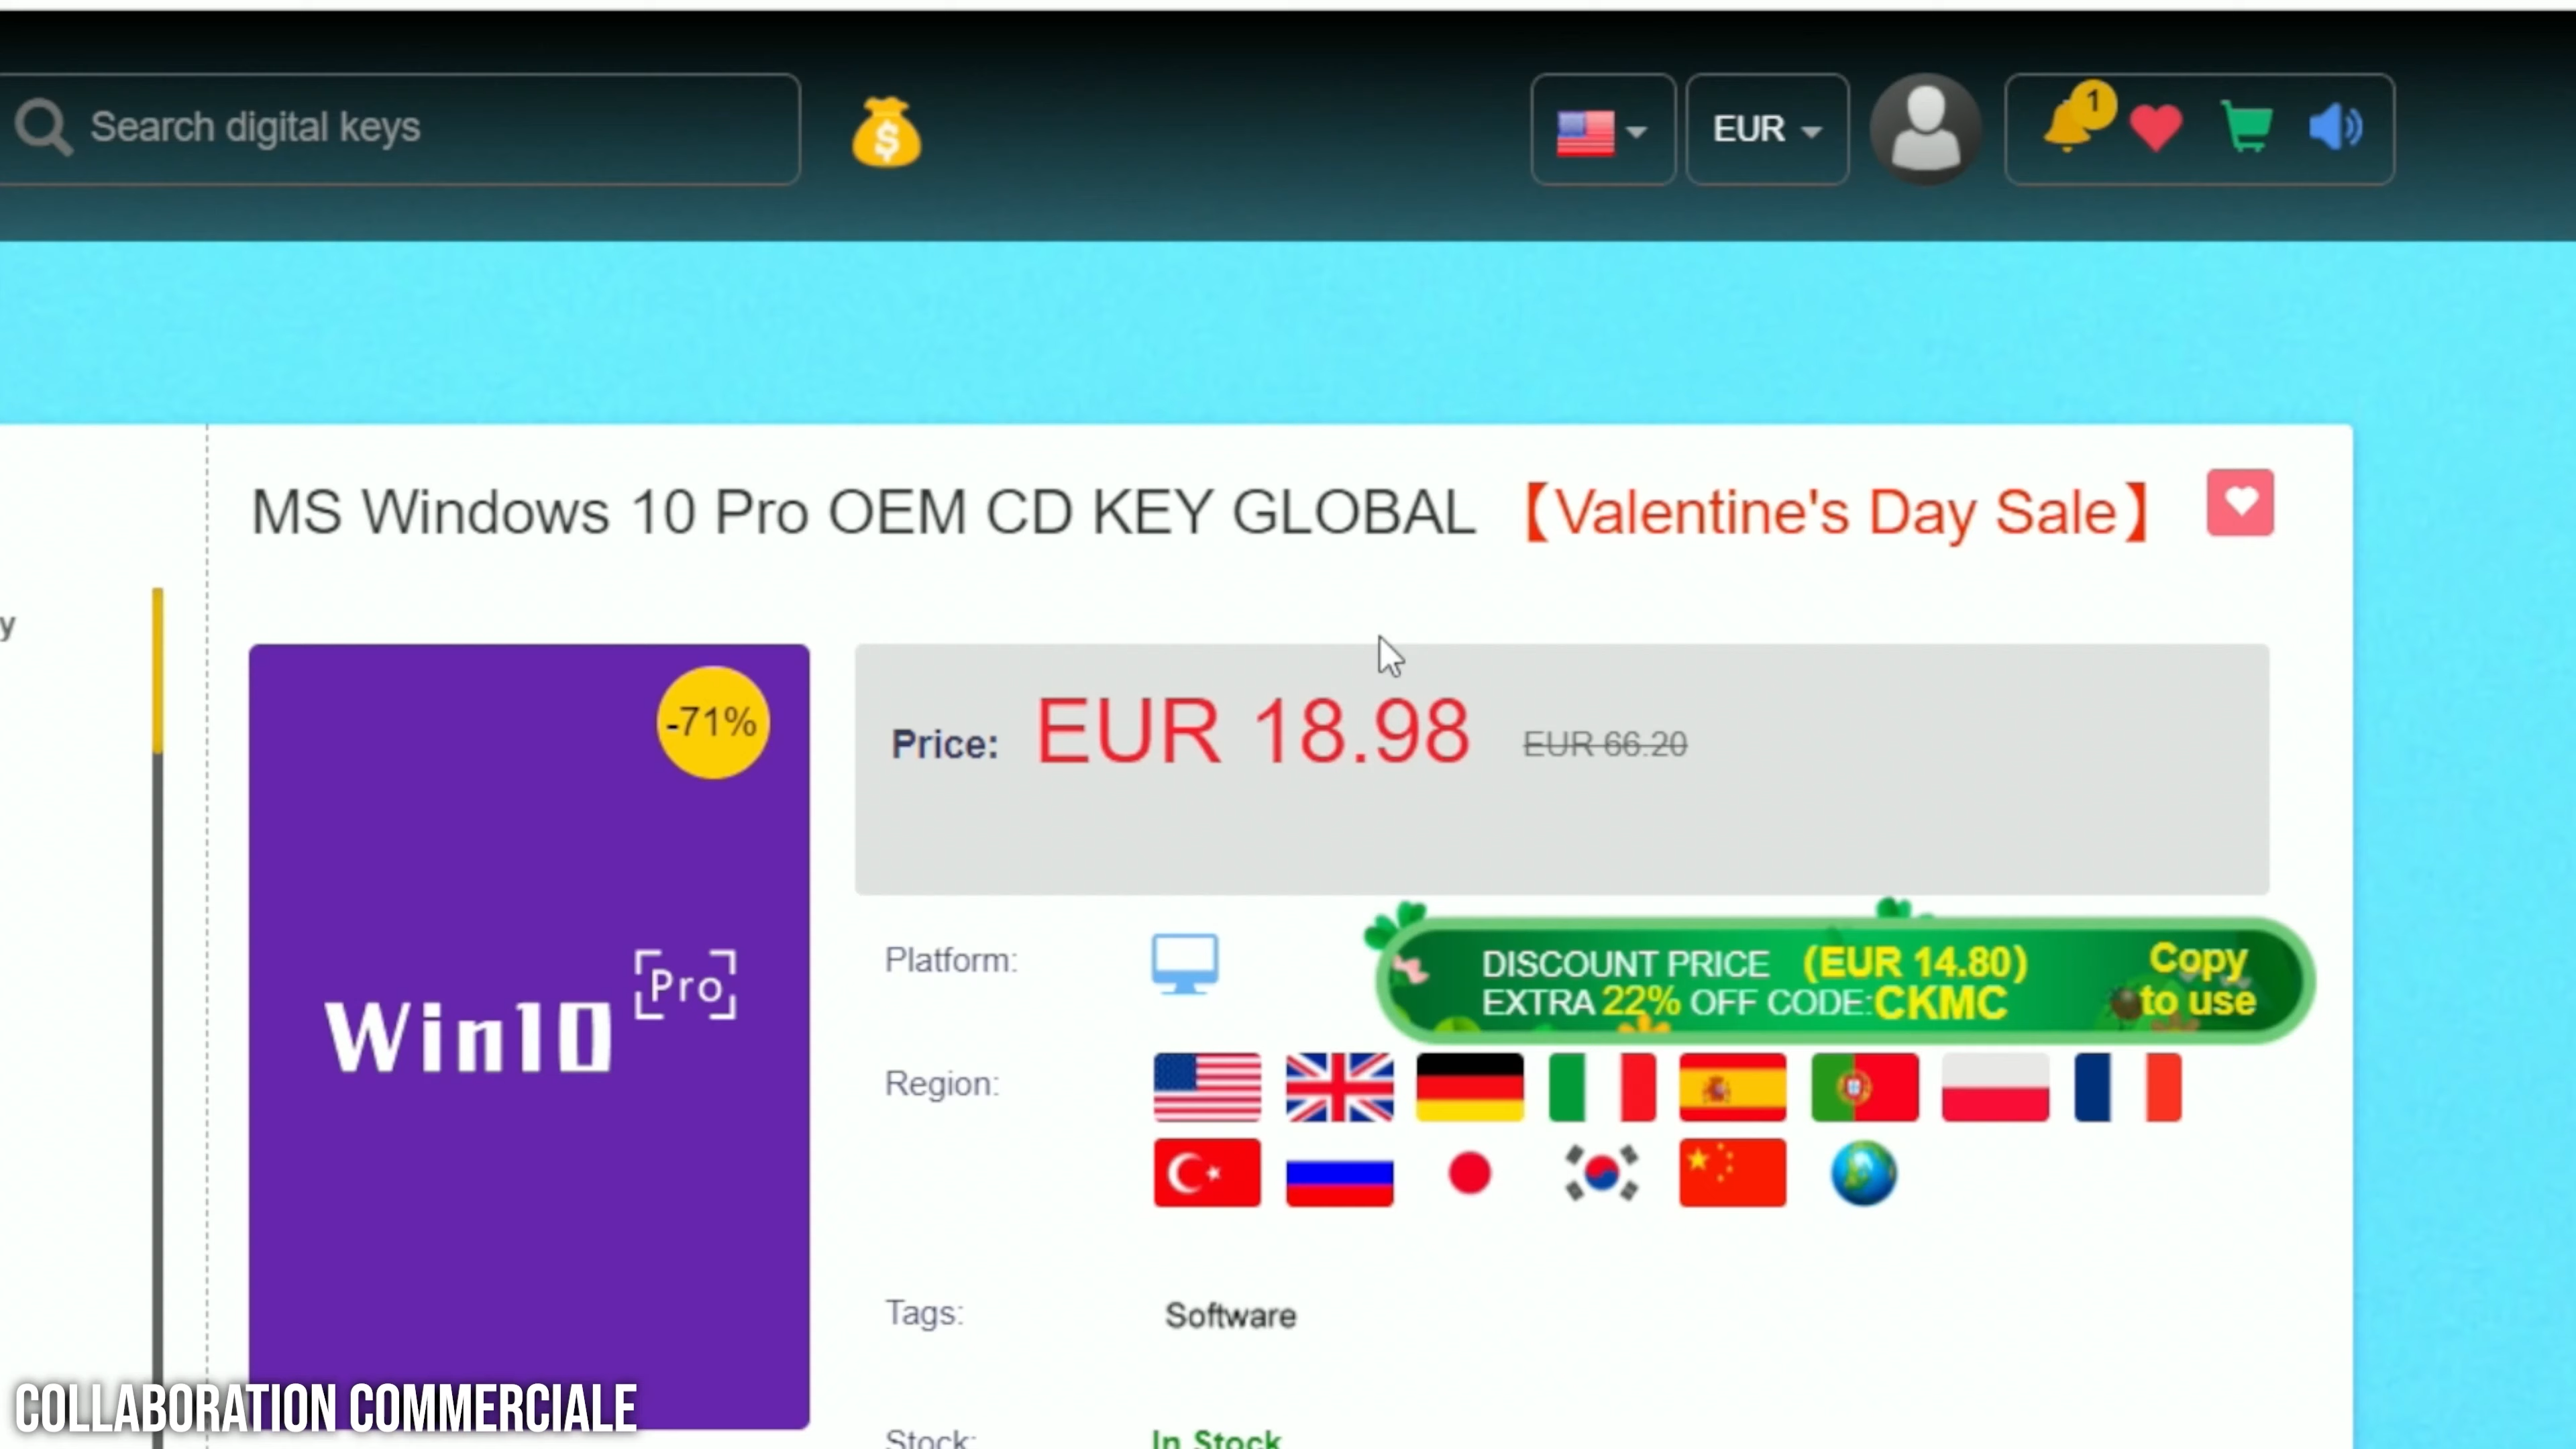 Search digital keys
EUR
1
MS Windows 10 Pro OEM CD KEY GLOBAL 【Valentine's Day Sale】
y
-71%
Win10 Pro
Price: EUR 18.98 EUR 66.20
Platform:
DISCOUNT PRICE (EUR 14.80)
EXTRA 22% OFF CODE:CKMC
Copy
to use
Region:
Tags: Software
Stock: In Stock
COLLABORATION COMMERCIALE